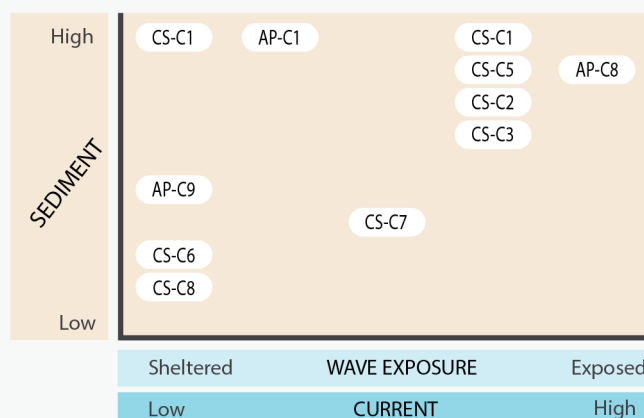 High
CS-C1 AP-C1 CS-C1
CS-C5 AP-C8
CS-C2
CS-C3
SEDIMENT
AP-C9
CS-C7
CS-C6
CS-C8
Low
Sheltered WAVE EXPOSURE Exposed
Low CURRENT High